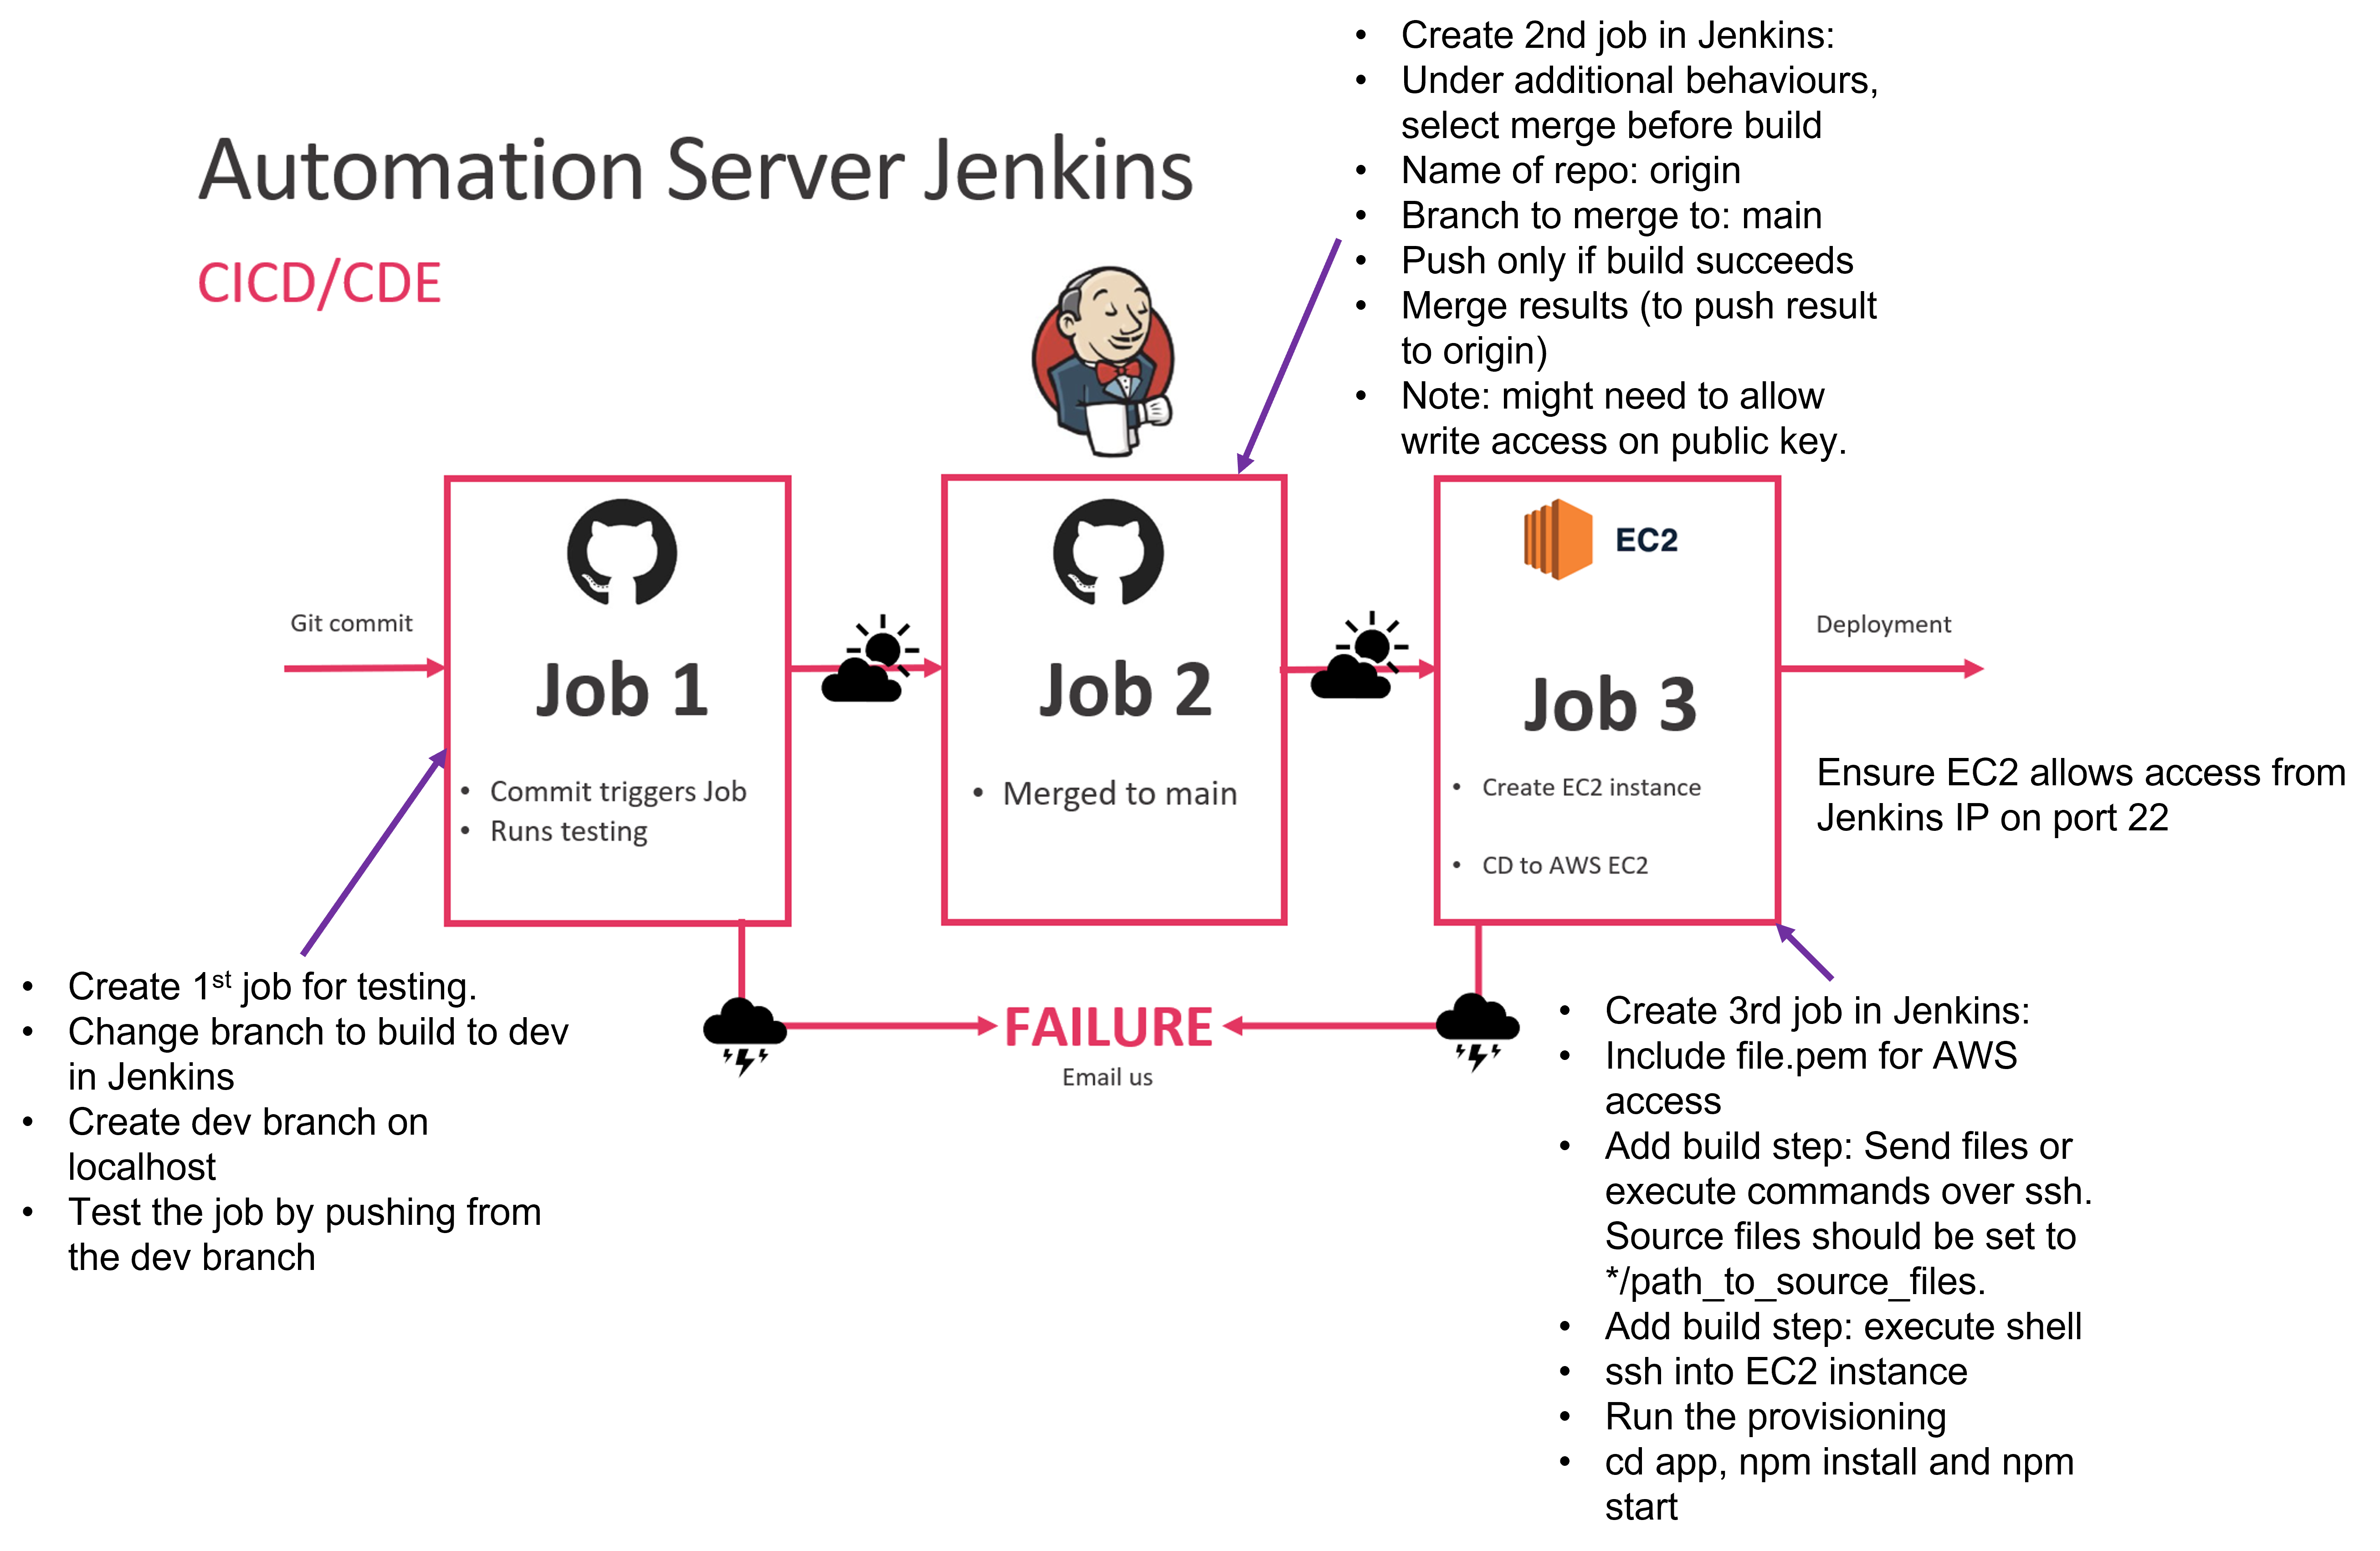 Automation Server Jenkins
CICD/CDE
• Create 2nd job in Jenkins:
• Under additional behaviours,
select merge before build
• Name of repo: origin
• Branch to merge to: main
• Push only if build succeeds
• Merge results (to push result
to origin)
• Note: might need to allow
write access on public key.
Git commit
Job 1
• Commit triggers Job
• Runs testing
Job 2
• Merged to main
EC2
Job 3
• Create EC2 instance
• CD to AWS EC2
Deployment
Ensure EC2 allows access from
Jenkins IP on port 22
FAILURE
Email us
• Create 1st job for testing.
• Change branch to build to dev
in Jenkins
• Create dev branch on
localhost
• Test the job by pushing from
the dev branch
• Create 3rd job in Jenkins:
• Include file.pem for AWS
access
• Add build step: Send files or
execute commands over ssh.
Source files should be set to
*/path_to_source_files.
• Add build step: execute shell
• ssh into EC2 instance
• Run the provisioning
• cd app, npm install and npm
start